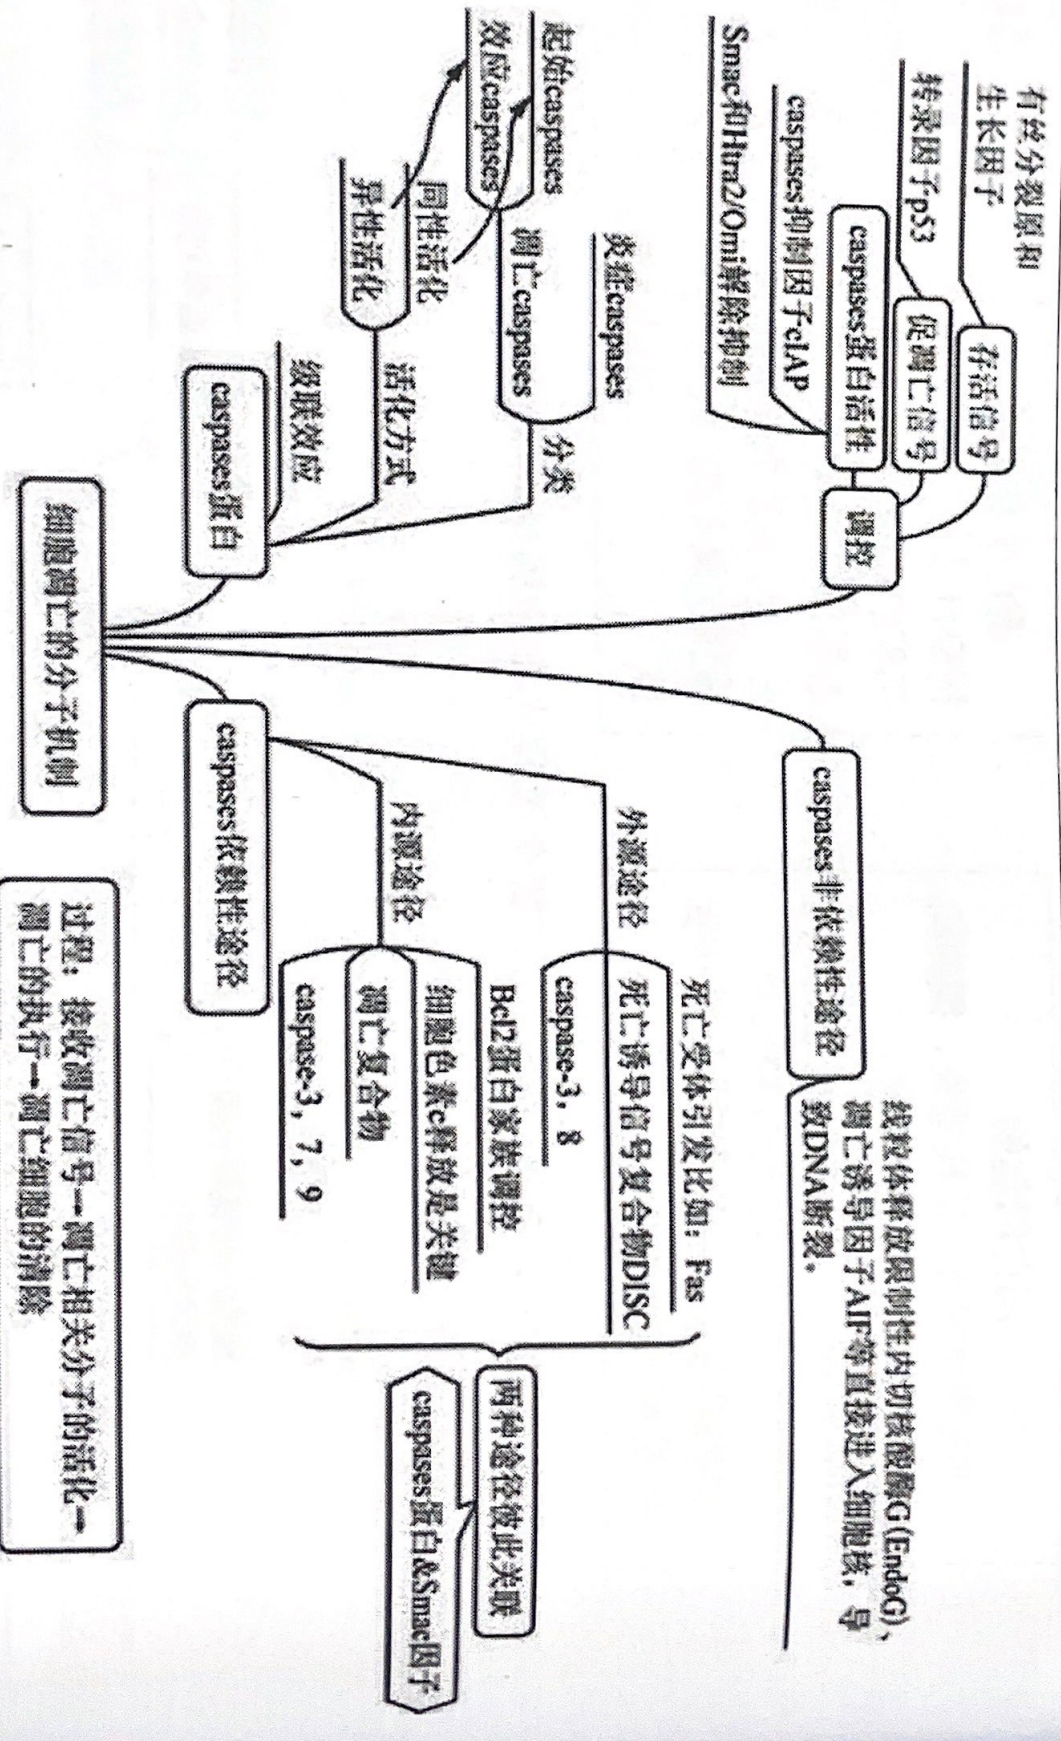 有丝分裂原和
生长因子
存活信号
转录因子p53
促凋亡信号
caspases蛋白活性
caspases抑制因子cIAP
Smac和Htra2/Omi解除抑制
调控
炎症caspases
起始caspases
效应caspases
凋亡caspases
分类
同性活化
异性活化
活化方式
级联效应
caspases蛋白
细胞凋亡的分子机制
caspases非依赖性途径
线粒体释放限制性内切核酸酶G(EndoG)、
凋亡诱导因子AIF等直接进入细胞核，导
致DNA断裂。
caspases依赖性途径
外源途径
死亡受体引发比如：Fas
死亡诱导信号复合物DISC
caspase-3，8
内源途径
Bcl2蛋白家族调控
细胞色素c释放是关键
凋亡复合物
caspase-3，7，9
两种途径彼此关联
caspases蛋白&Smac因子
过程：接收凋亡信号→凋亡相关分子的活化→
凋亡的执行→凋亡细胞的清除